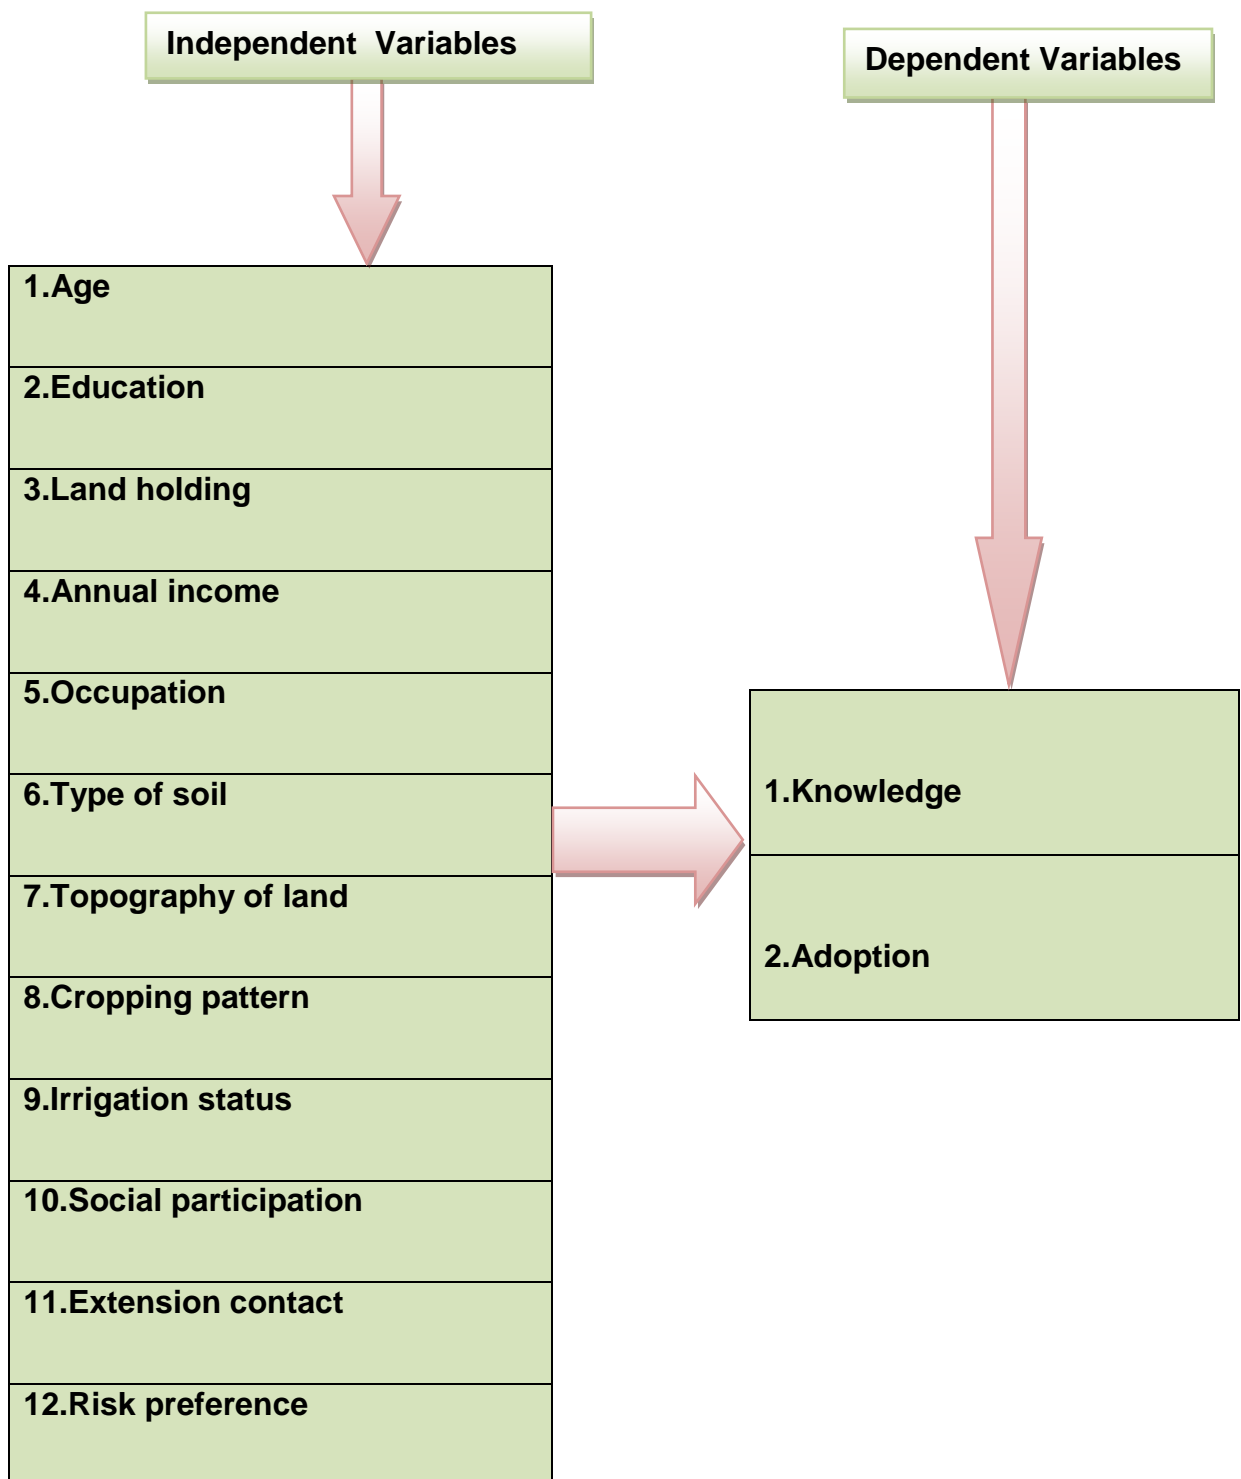 Independent Variables
1.Age
2.Education
3.Land holding
4.Annual income
5.Occupation
6.Type of soil
7.Topography of land
8.Cropping pattern
9.Irrigation status
10.Social participation
11.Extension contact
12.Risk preference
Dependent Variables
1.Knowledge
2.Adoption